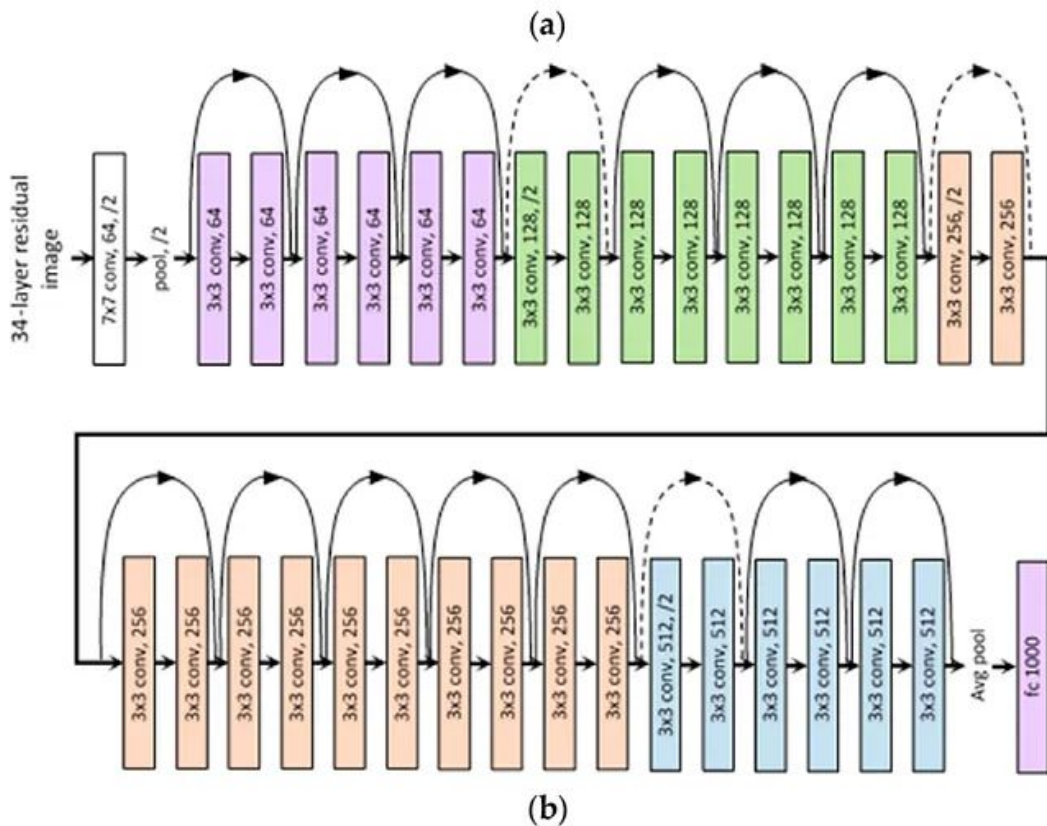 (a)
34-layer residual
image
7x7 conv, 64, /2
pool, /2
3x3 conv, 64
3x3 conv, 64
3x3 conv, 64
3x3 conv, 64
3x3 conv, 64
3x3 conv, 64
3x3 conv, 128, /2
3x3 conv, 128
3x3 conv, 128
3x3 conv, 128
3x3 conv, 128
3x3 conv, 128
3x3 conv, 128
3x3 conv, 128
3x3 conv, 256, /2
3x3 conv, 256
3x3 conv, 256
3x3 conv, 256
3x3 conv, 256
3x3 conv, 256
3x3 conv, 256
3x3 conv, 256
3x3 conv, 256
3x3 conv, 256
3x3 conv, 256
3x3 conv, 256
3x3 conv, 512, /2
3x3 conv, 512
3x3 conv, 512
3x3 conv, 512
3x3 conv, 512
3x3 conv, 512
Avg pool
fc 1000
(b)